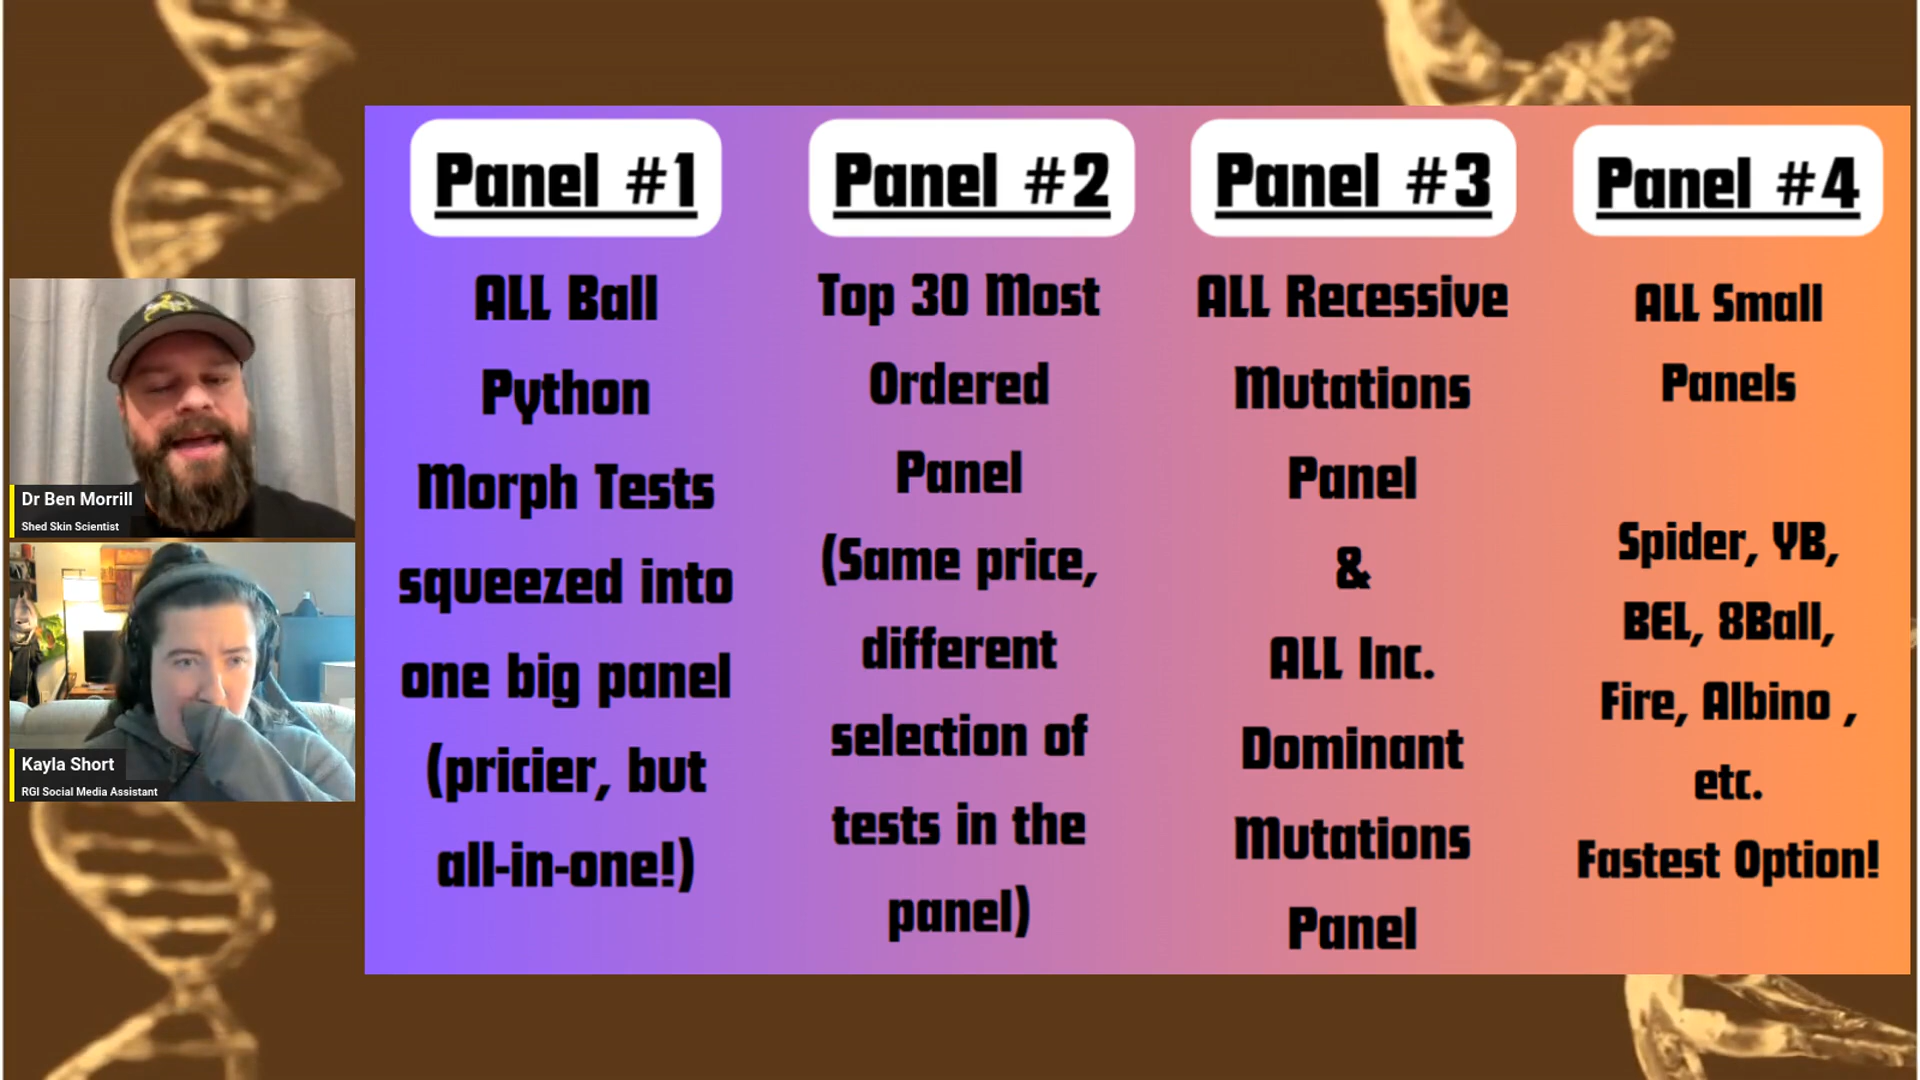 Panel #1
ALL Ball
Python
Morph Tests
squeezed into
one big panel
(pricier, but
all-in-one!)
Panel #2
Top 30 Most
Ordered
Panel
(Same price,
different
selection of
tests in the
panel)
Panel #3
ALL Recessive
Mutations
Panel
&
ALL Inc.
Dominant
Mutations
Panel
Panel #4
ALL Small
Panels
Spider, YB,
BEL, 8Ball,
Fire, Albino ,
etc.
Fastest Option!
Dr Ben Morrill
Shed Skin Scientist
Kayla Short
RGI Social Media Assistant